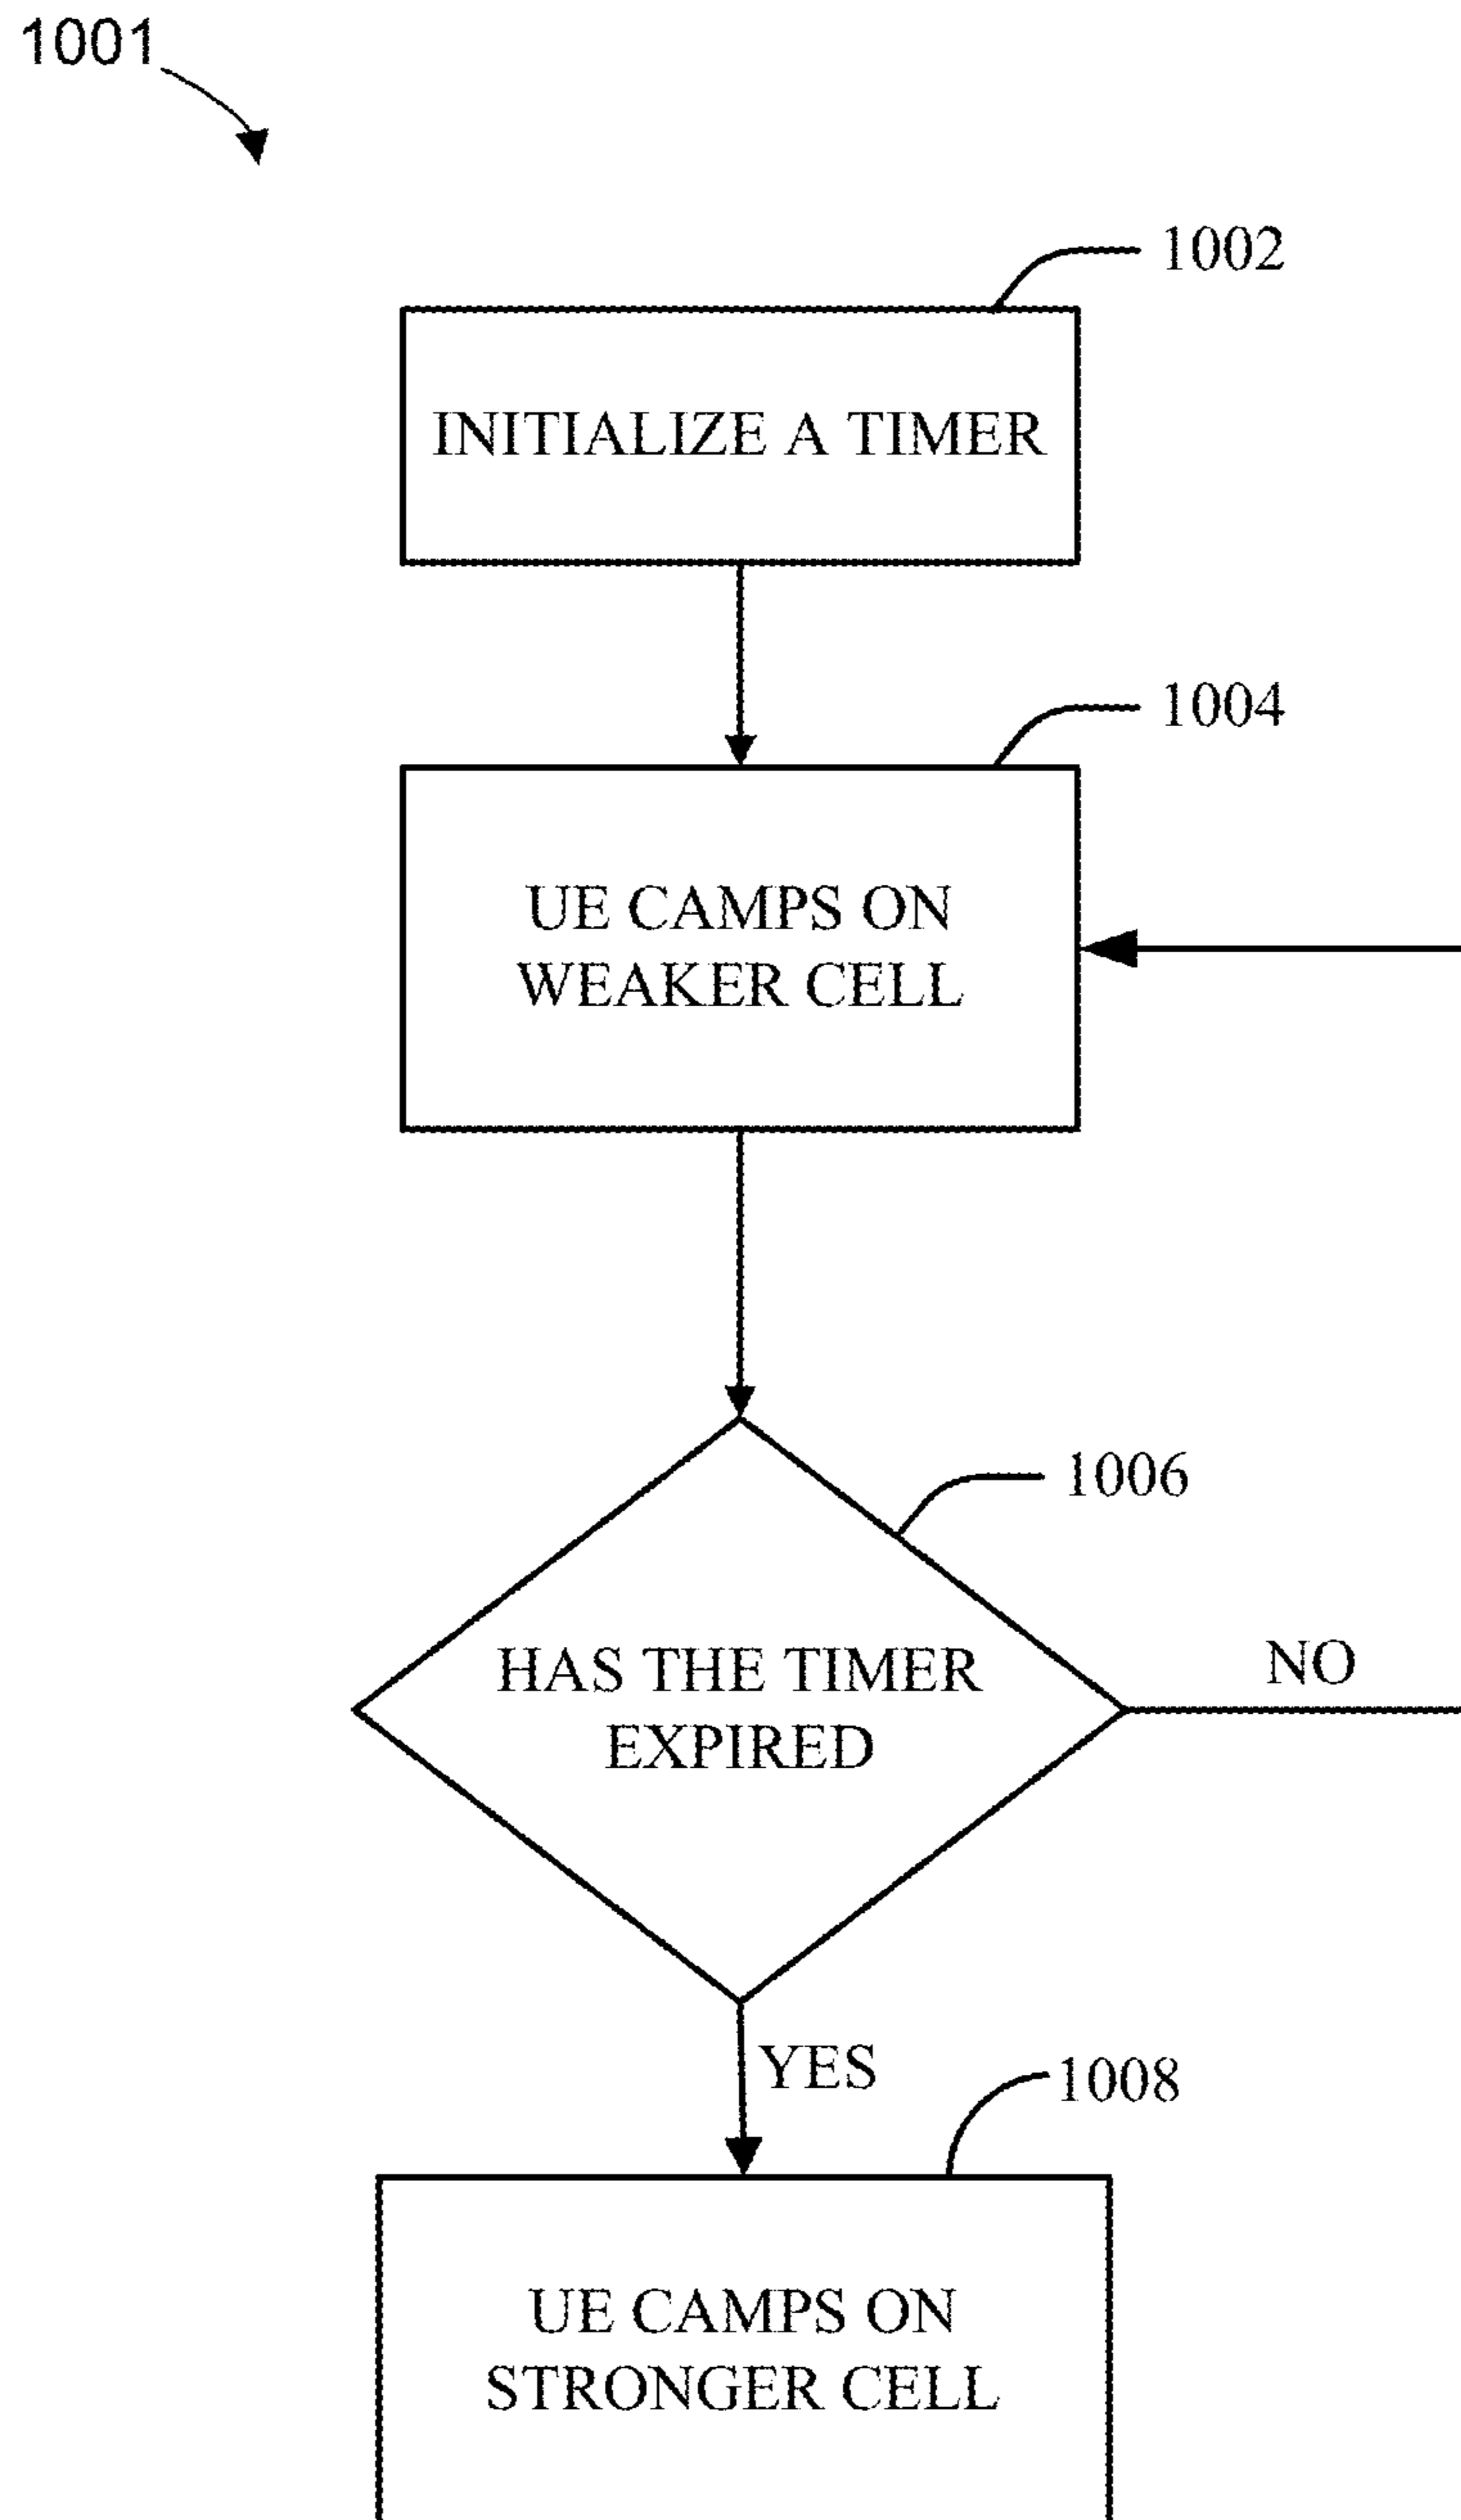 1001
1002
INITIALIZE A TIMER
1004
UE CAMPS ON
WEAKER CELL
1006
HAS THE TIMER
EXPIRED
NO
YES
1008
UE CAMPS ON
STRONGER CELL